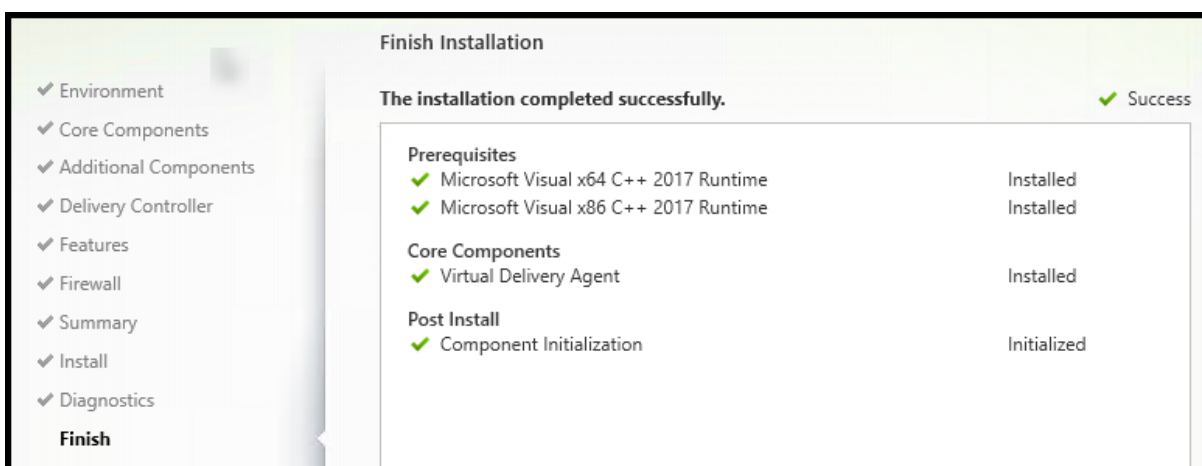 Finish Installation
Environment
Core Components
Additional Components
Delivery Controller
Features
Firewall
Summary
Install
Diagnostics
Finish
The installation completed successfully. Success
Prerequisites
Microsoft Visual x64 C++ 2017 Runtime Installed
Microsoft Visual x86 C++ 2017 Runtime Installed
Core Components
Virtual Delivery Agent Installed
Post Install
Component Initialization Initialized